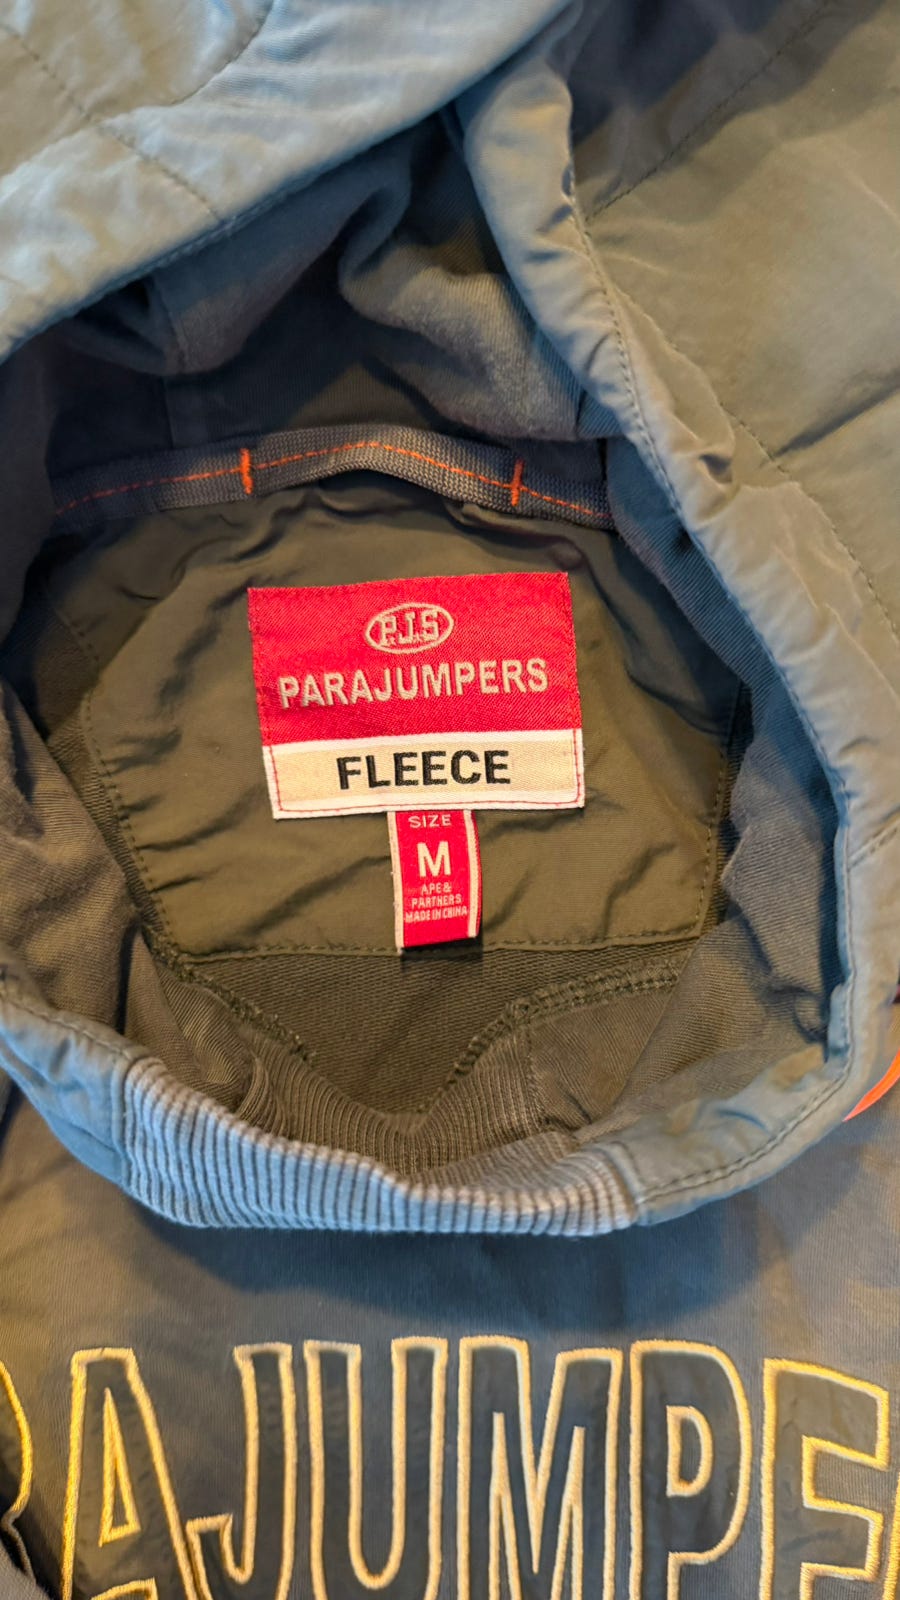 P.J.S
PARAJUMPERS
FLEECE
SIZE
M
APE&
PARTNERS
MADE IN CHINA
RAJUMPE